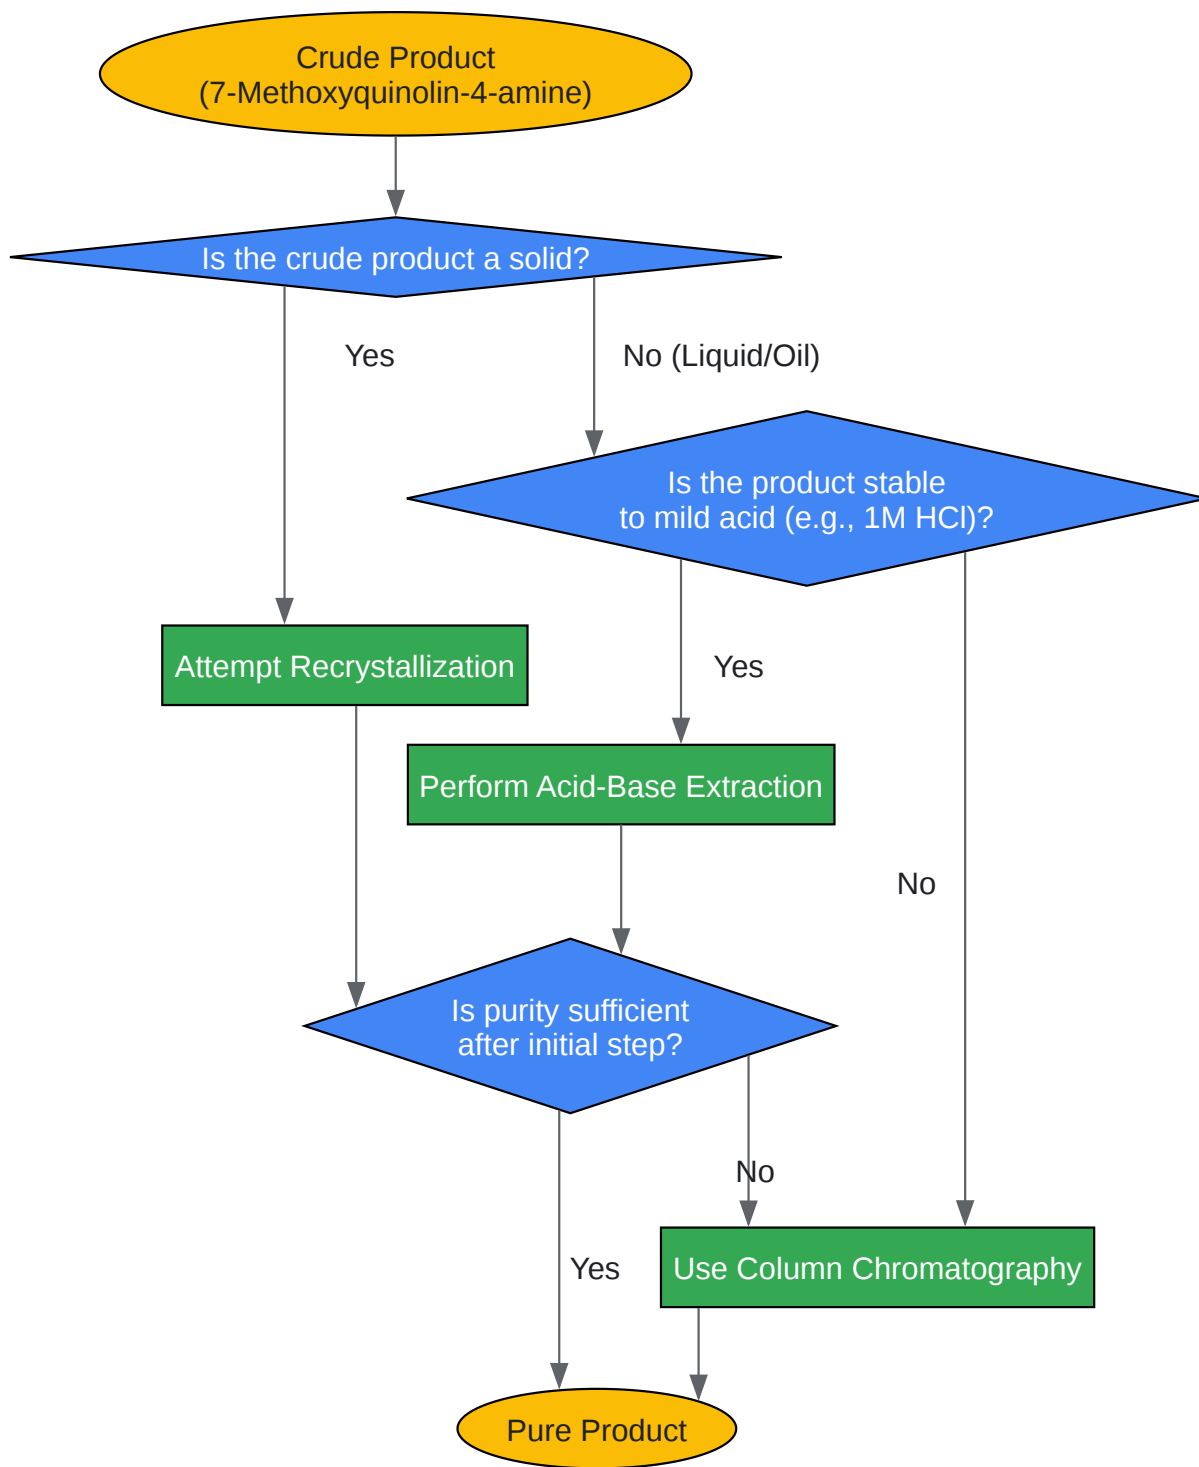 Crude Product
(7-Methoxyquinolin-4-amine)
Is the crude product a solid?
Yes
No (Liquid/Oil)
Is the product stable
to mild acid (e.g., 1M HCl)?
Attempt Recrystallization
Yes
Perform Acid-Base Extraction
No
Is purity sufficient
after initial step?
No
Yes
Use Column Chromatography
Pure Product